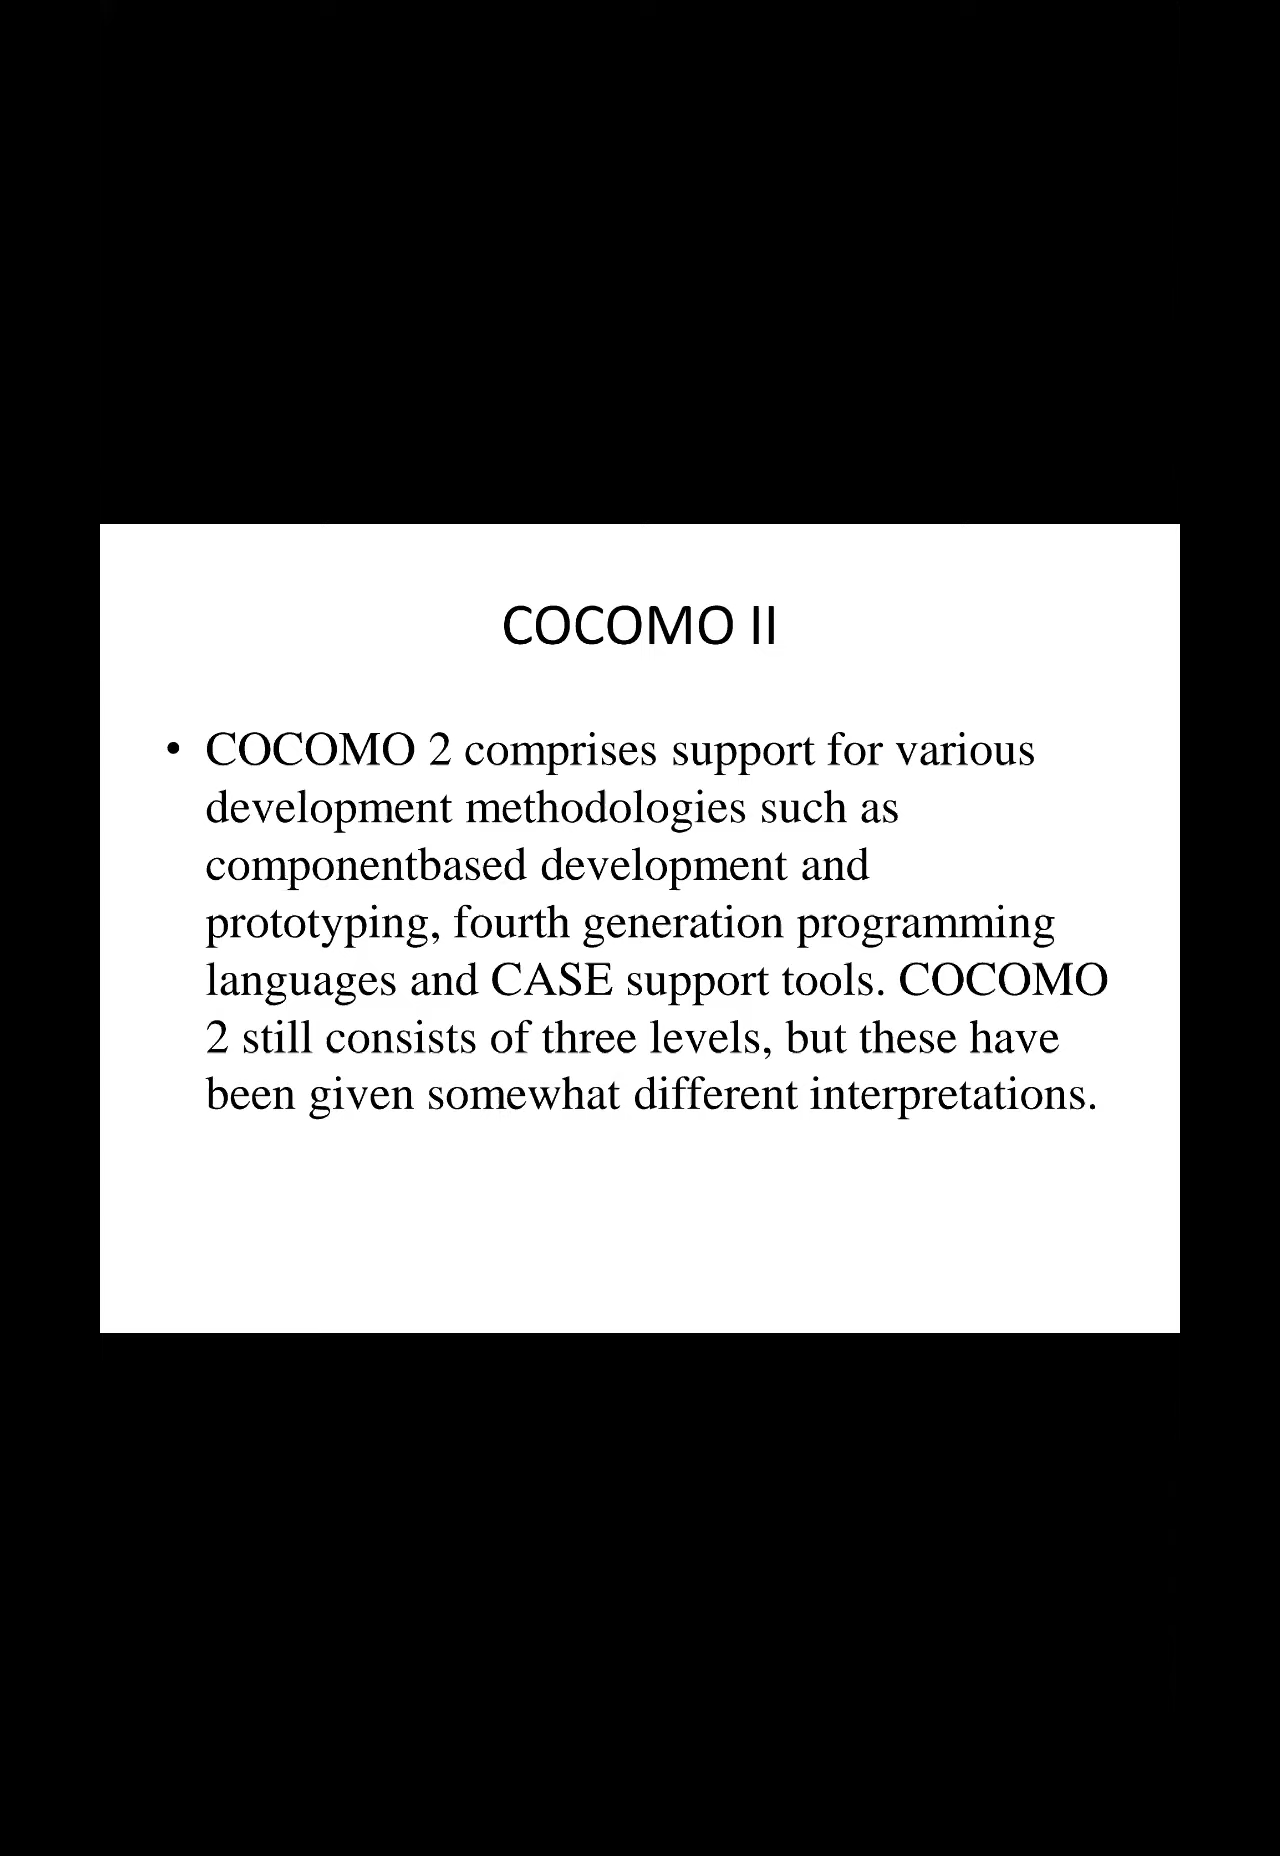 COCOMO II
• COCOMO 2 comprises support for various
development methodologies such as
componentbased development and
prototyping, fourth generation programming
languages and CASE support tools. COCOMO
2 still consists of three levels, but these have
been given somewhat different interpretations.